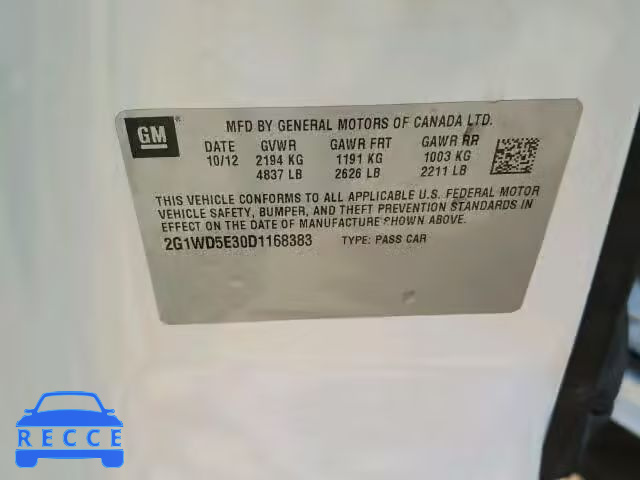 GM ®
MFD BY GENERAL MOTORS OF CANADA LTD.
DATE GVWR GAWR FRT GAWR RR
10/12 2194 KG 1191 KG 1003 KG
4837 LB 2626 LB 2211 LB
THIS VEHICLE CONFORMS TO ALL APPLICABLE U.S. FEDERAL MOTOR
VEHICLE SAFETY, BUMPER, AND THEFT PREVENTION STANDARDS IN
EFFECT ON THE DATE OF MANUFACTURE SHOWN ABOVE.
2G1WD5E30D1168383 TYPE: PASS CAR
RECCE